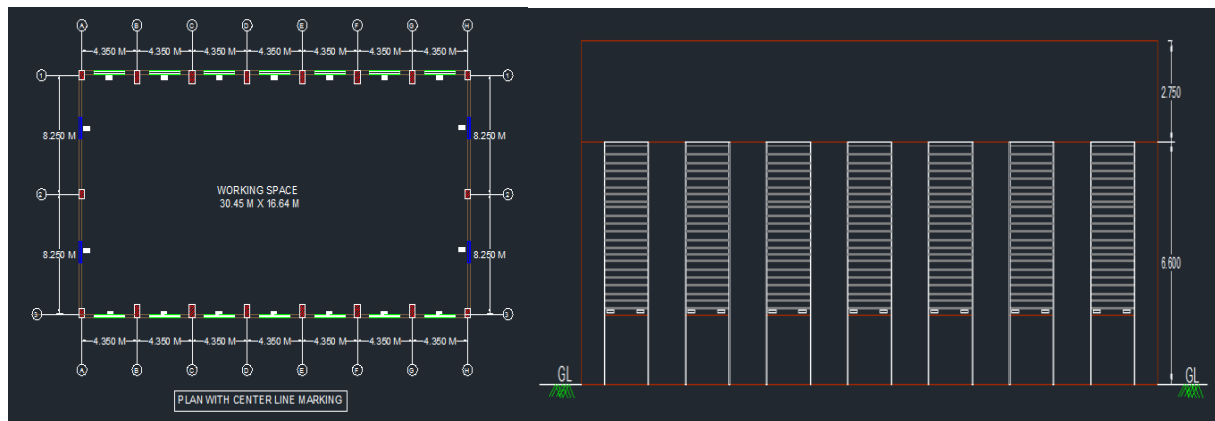 A B C D E F G H
4.350 M 4.350 M 4.350 M 4.350 M 4.350 M 4.350 M 4.350 M
1 1
8.250 M 8.250 M
2 2
WORKING SPACE
30.45 M X 16.64 M
8.250 M 8.250 M
3 3
4.350 M 4.350 M 4.350 M 4.350 M 4.350 M 4.350 M 4.350 M
A B C D E F G H
PLAN WITH CENTER LINE MARKING
2.750
6.600
GL GL